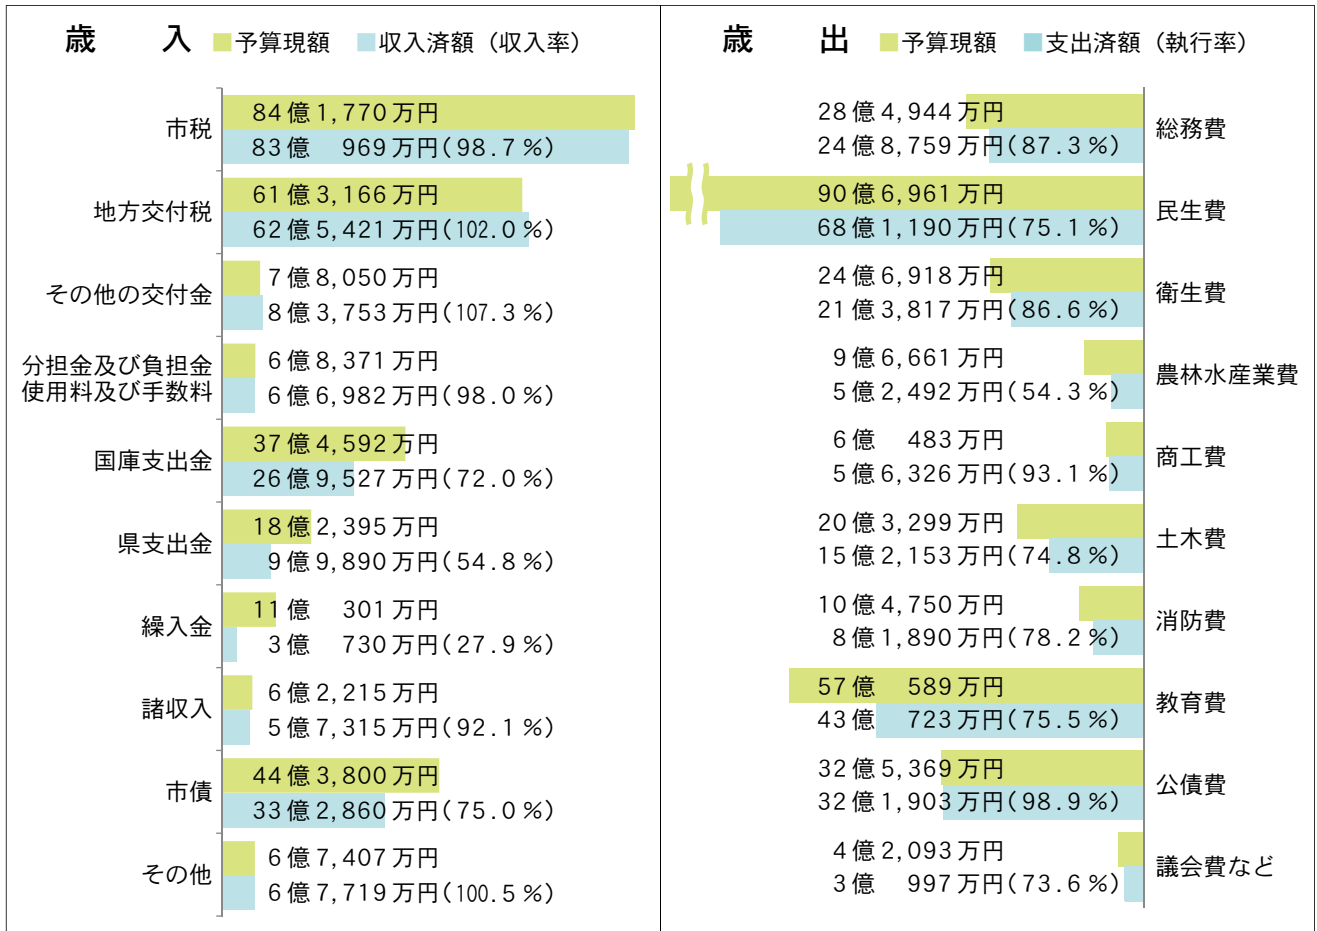 歳　入 予算現額 収入済額（収入率）
市税
84億1,770万円
83億　969万円(98.7%)
地方交付税
61億3,166万円
62億5,421万円(102.0%)
その他の交付金
7億8,050万円
8億3,753万円(107.3%)
分担金及び負担金
使用料及び手数料
6億8,371万円
6億6,982万円(98.0%)
国庫支出金
37億4,592万円
26億9,527万円(72.0%)
県支出金
18億2,395万円
9億9,890万円(54.8%)
繰入金
11億　301万円
3億　730万円(27.9%)
諸収入
6億2,215万円
5億7,315万円(92.1%)
市債
44億3,800万円
33億2,860万円(75.0%)
その他
6億7,407万円
6億7,719万円(100.5%)
歳　出 予算現額 支出済額（執行率）
28億4,944万円
24億8,759万円(87.3%)
総務費
90億6,961万円
68億1,190万円(75.1%)
民生費
24億6,918万円
21億3,817万円(86.6%)
衛生費
9億6,661万円
5億2,492万円(54.3%)
農林水産業費
6億　483万円
5億6,326万円(93.1%)
商工費
20億3,299万円
15億2,153万円(74.8%)
土木費
10億4,750万円
8億1,890万円(78.2%)
消防費
57億　589万円
43億　723万円(75.5%)
教育費
32億5,369万円
32億1,903万円(98.9%)
公債費
4億2,093万円
3億　997万円(73.6%)
議会費など